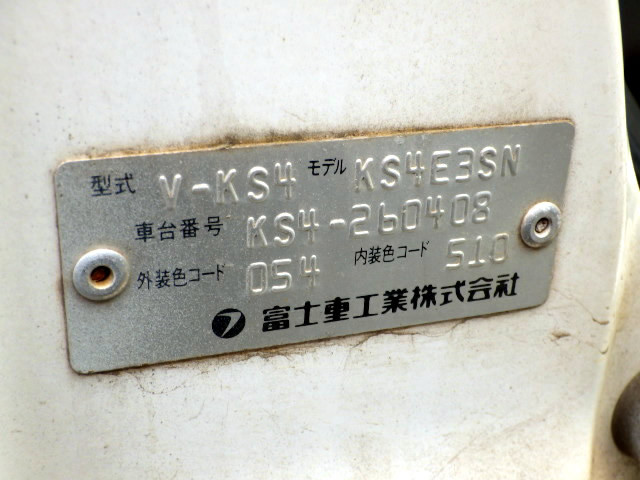 型式 V-KS4 モデル KS4E3SN
車台番号 KS4-260408
外装色コード 054 内装色コード 510
富士重工業株式会社